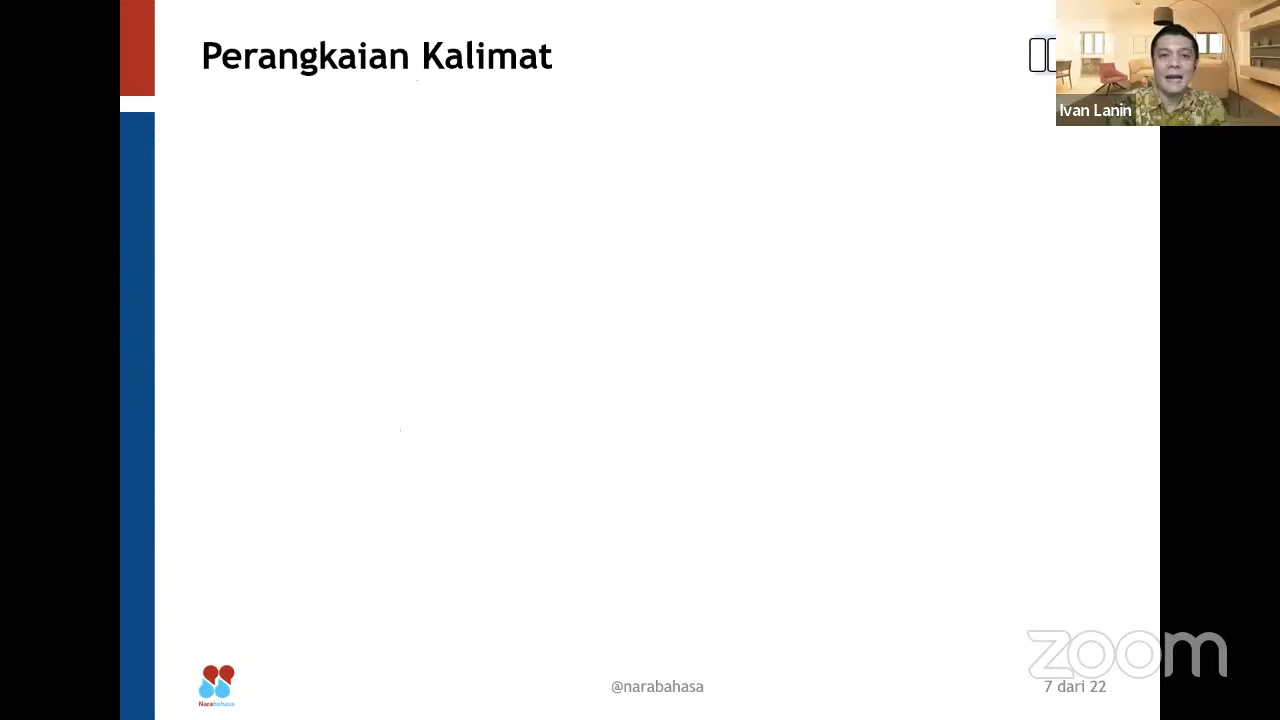 Perangkaian Kalimat
Ivan Lanin
zoom
Narabahasa
@narabahasa
7 dari 22